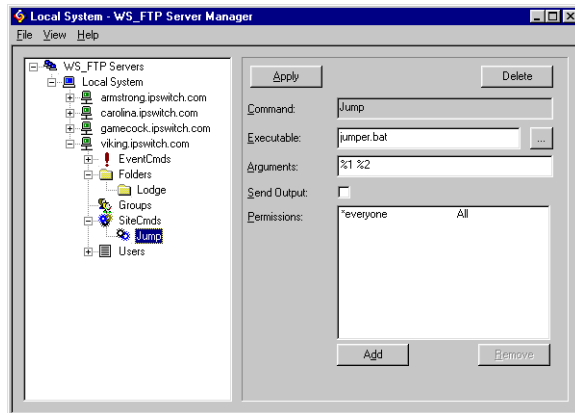 Local System - WS_FTP Server Manager
File View Help
WS_FTP Servers
Local System
armstrong.ipswitch.com
carolina.ipswitch.com
gamecock.ipswitch.com
viking.ipswitch.com
EventCmds
Folders
Lodge
Groups
SiteCmds
Jump
Users
Apply Delete
Command: Jump
Executable: jumper.bat ...
Arguments: %1 %2
Send Output:
Permissions: *everyone All
Add Remove